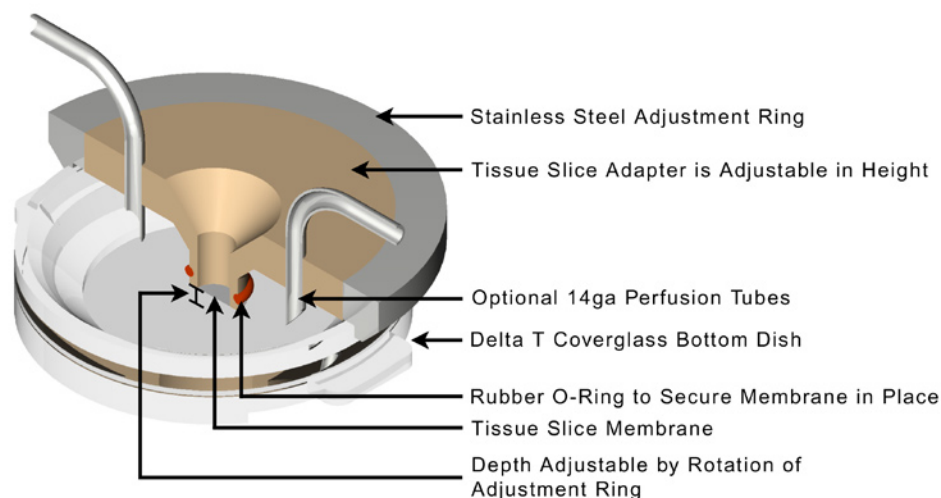 Stainless Steel Adjustment Ring
Tissue Slice Adapter is Adjustable in Height
Optional 14ga Perfusion Tubes
Delta T Coverglass Bottom Dish
Rubber O-Ring to Secure Membrane in Place
Tissue Slice Membrane
Depth Adjustable by Rotation of
Adjustment Ring